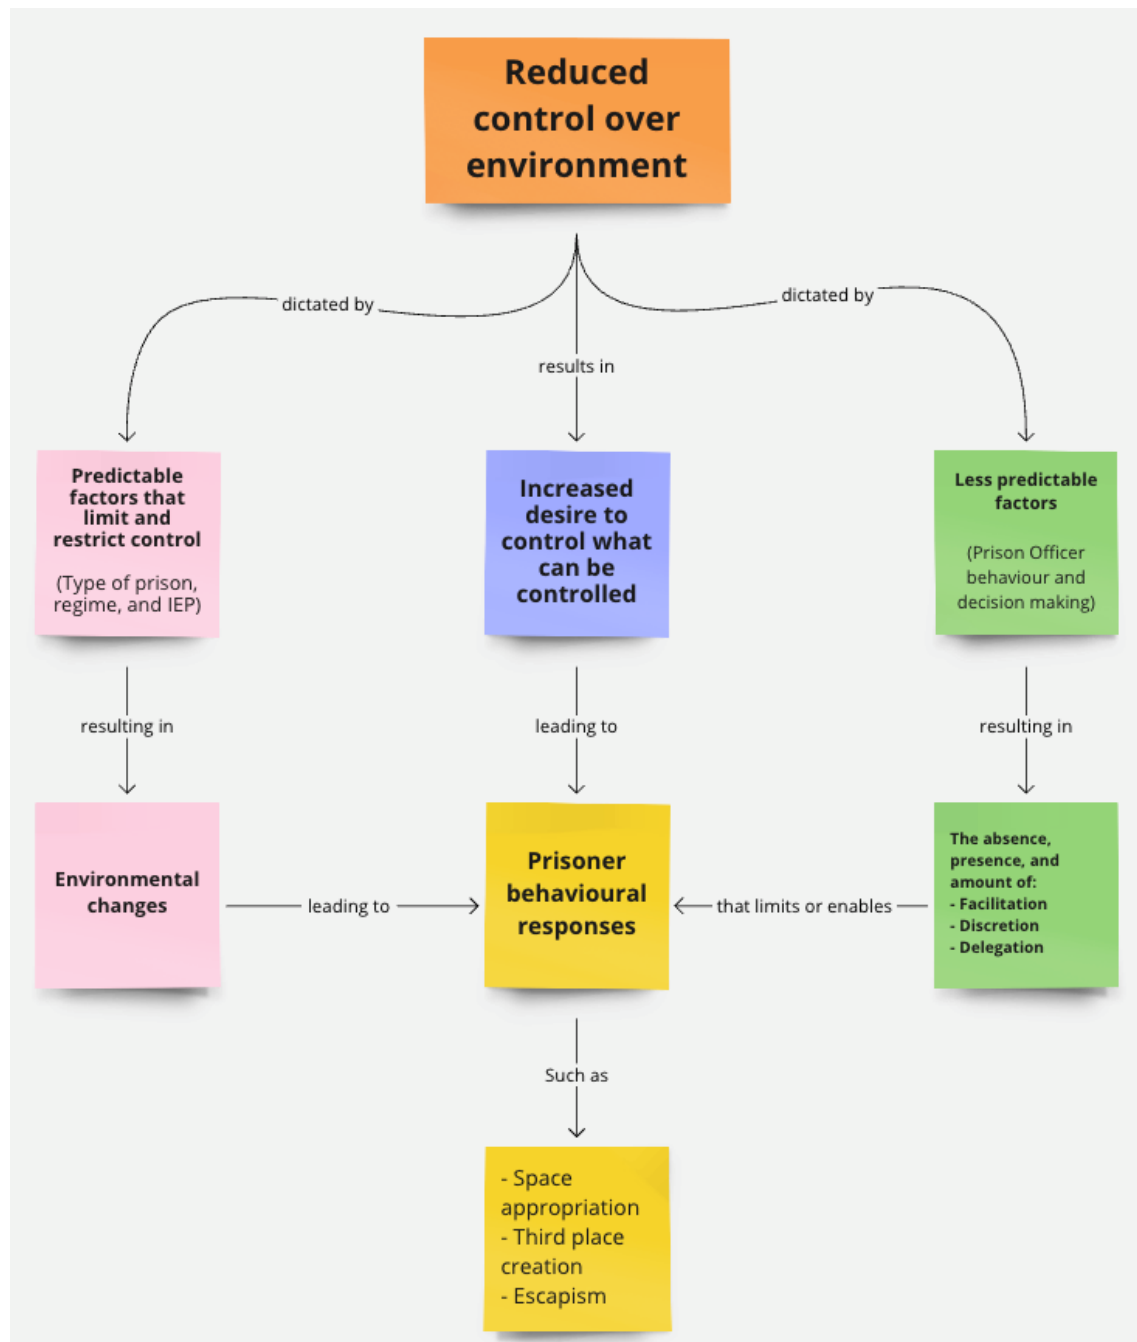 Reduced
control over
environment
dictated by
dictated by
results in
Predictable
factors that
limit and
restrict control
(Type of prison,
regime, and IEP)
Increased
desire to
control what
can be
controlled
Less predictable
factors
(Prison Officer
behaviour and
decision making)
resulting in
leading to
resulting in
Environmental
changes
leading to
Prisoner
behavioural
responses
that limits or enables
The absence,
presence, and
amount of:
- Facilitation
- Discretion
- Delegation
Such as
- Space
appropriation
- Third place
creation
- Escapism